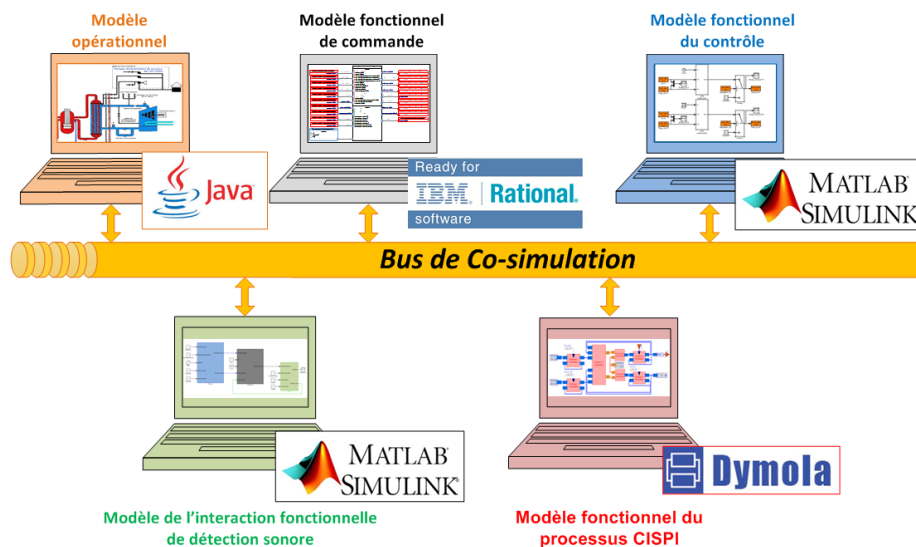 Modèle
opérationnel
Modèle fonctionnel
de commande
Modèle fonctionnel
du contrôle
Java
Ready for
IBM® Rational®
software
MATLAB®
SIMULINK®
Bus de Co-simulation
MATLAB®
SIMULINK®
Dymola
Modèle de l'interaction fonctionnelle
de détection sonore
Modèle fonctionnel du
processus CISPI